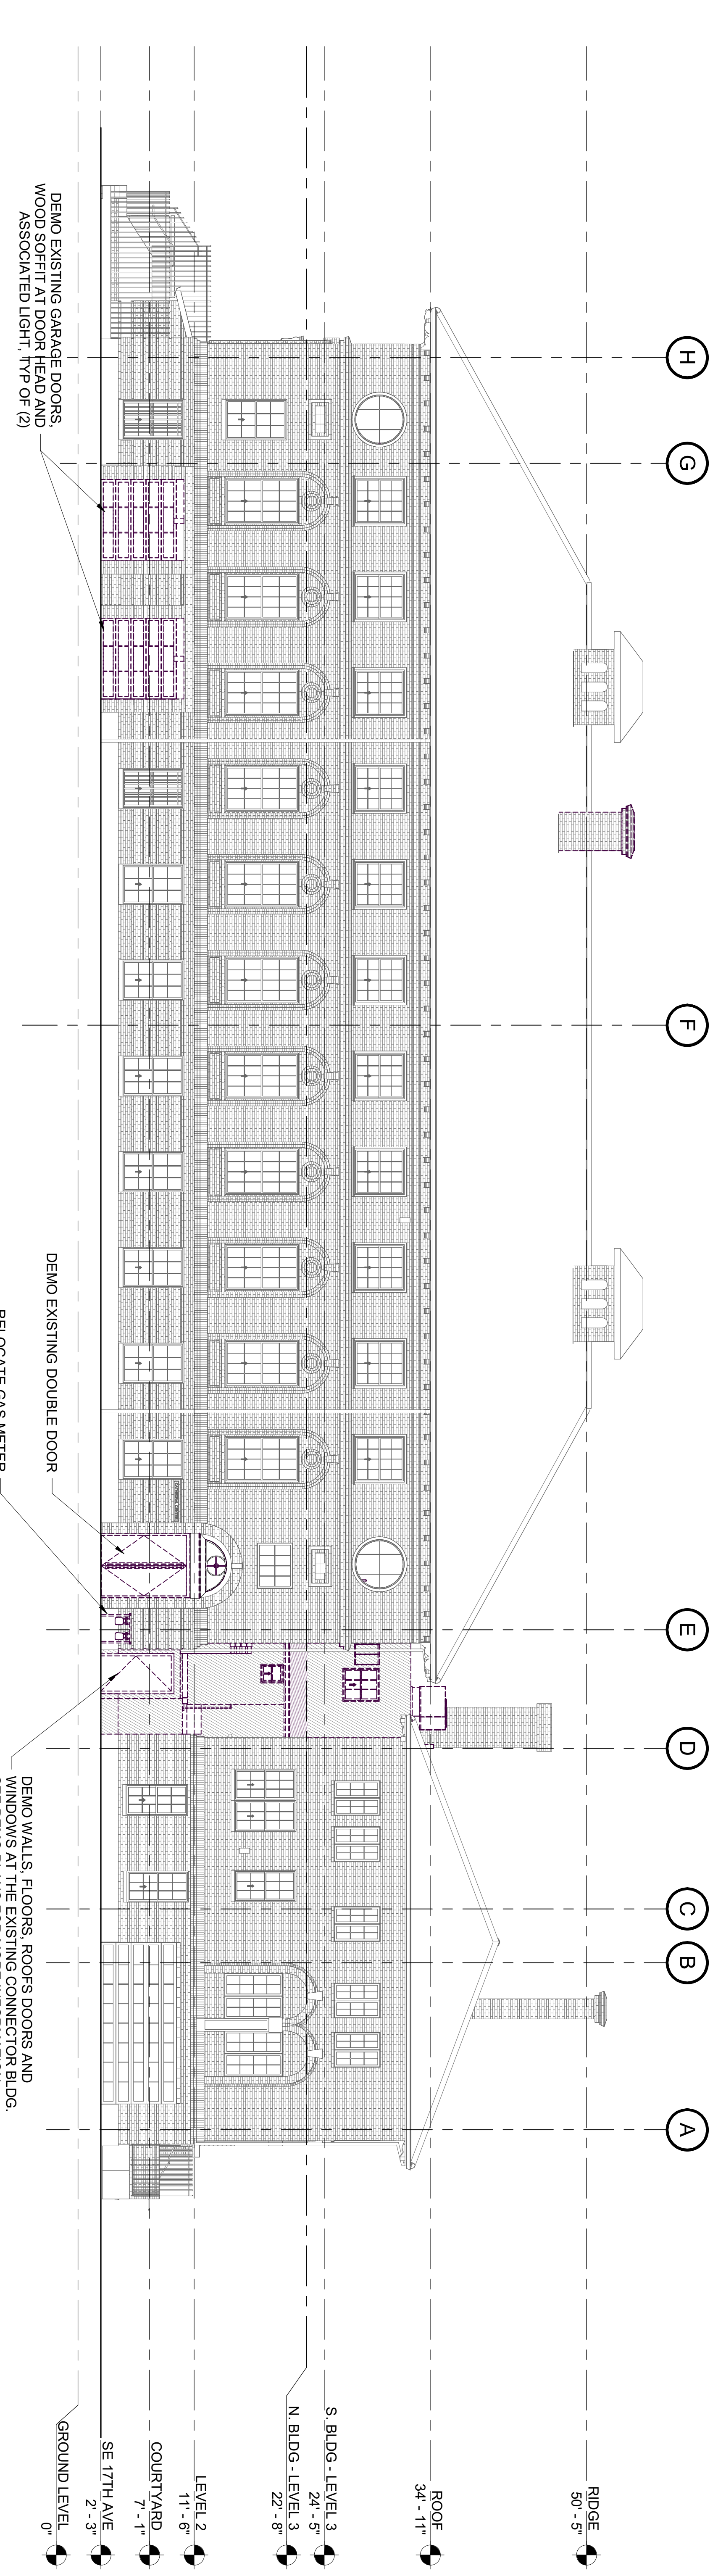 H
G
F
E
D
C
B
A
RIDGE
50' - 5"
ROOF
34' - 11"
S. BLDG - LEVEL 3
24' - 5"
N. BLDG - LEVEL 3
22' - 8"
LEVEL 2
11' - 6"
COURTYARD
7' - 1"
SE 17TH AVE
2' - 3"
GROUND LEVEL
0"
DEMO EXISTING GARAGE DOORS,
WOOD SOFFIT AT DOOR HEAD AND
ASSOCIATED LIGHT, TYP OF (2)
DEMO EXISTING DOUBLE DOOR
RELOCATE GAS METER
DEMO WALLS, FLOORS, ROOFS DOORS AND
WINDOWS AT THE EXISTING CONNECTOR BLDG.